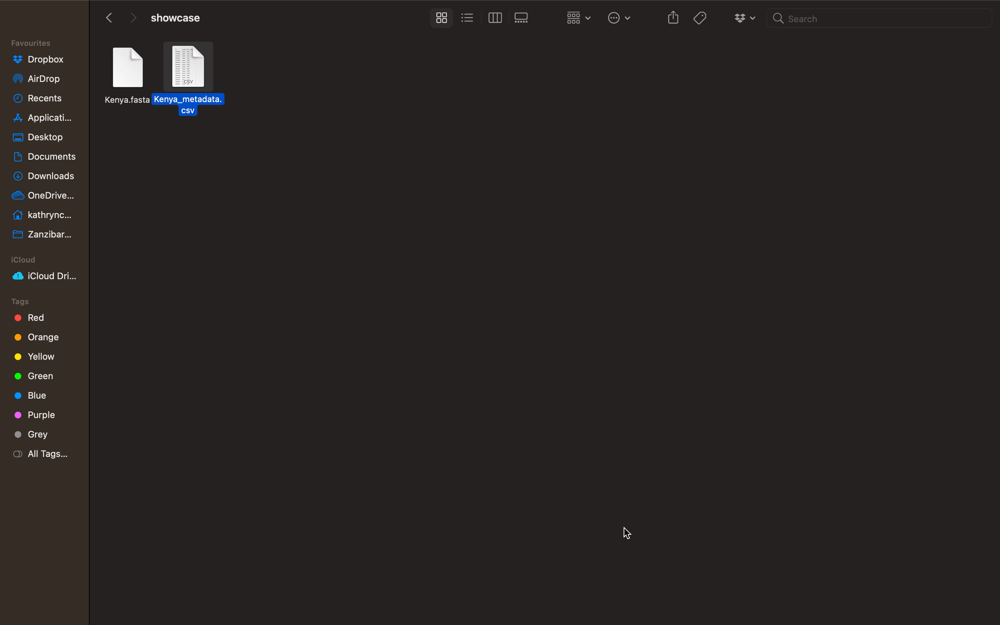 showcase
Search
Favourites
Dropbox
AirDrop
Recents
Applicati...
Desktop
Documents
Downloads
OneDrive...
kathrync...
Zanzibar...
iCloud
iCloud Dri...
Tags
Red
Orange
Yellow
Green
Blue
Purple
Grey
All Tags...
CSV
Kenya.fasta
Kenya_metadata.
csv